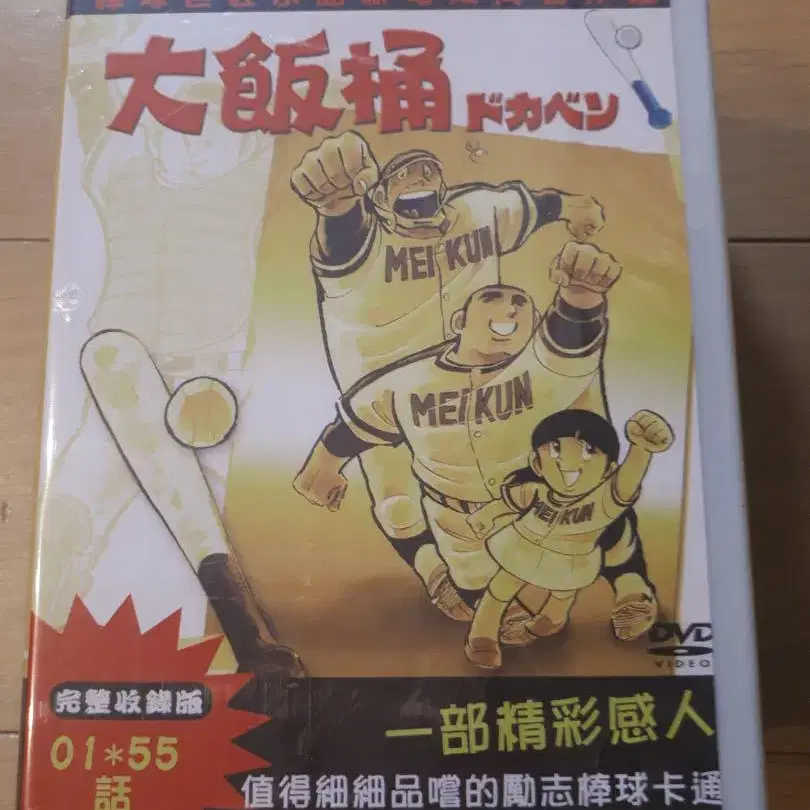 大飯桶 ドカベン
MEI KUN
MEI KUN
MEI KUN
DVD
VIDEO
完整收錄版
01*55
話
一部精彩感人
值得細細品嚐的勵志棒球卡通